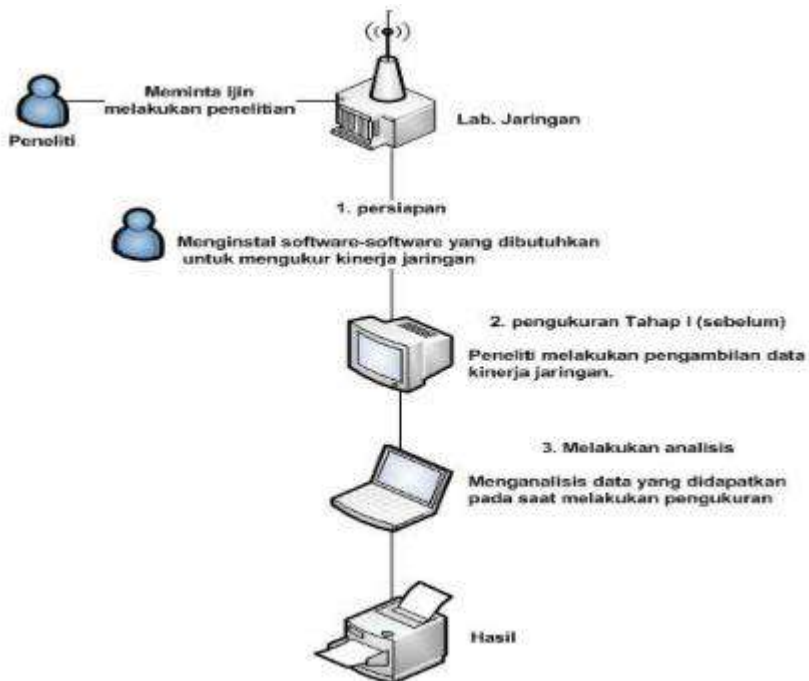 Meminta Ijin
melakukan penelitian
Peneliti
Lab. Jaringan
1. persiapan
Menginstal software-software yang dibutuhkan
untuk mengukur kinerja jaringan
2. pengukuran Tahap I (sebelum)
Peneliti melakukan pengambilan data
kinerja jaringan.
3. Melakukan analisis
Menganalisis data yang didapatkan
pada saat melakukan pengukuran
Hasil